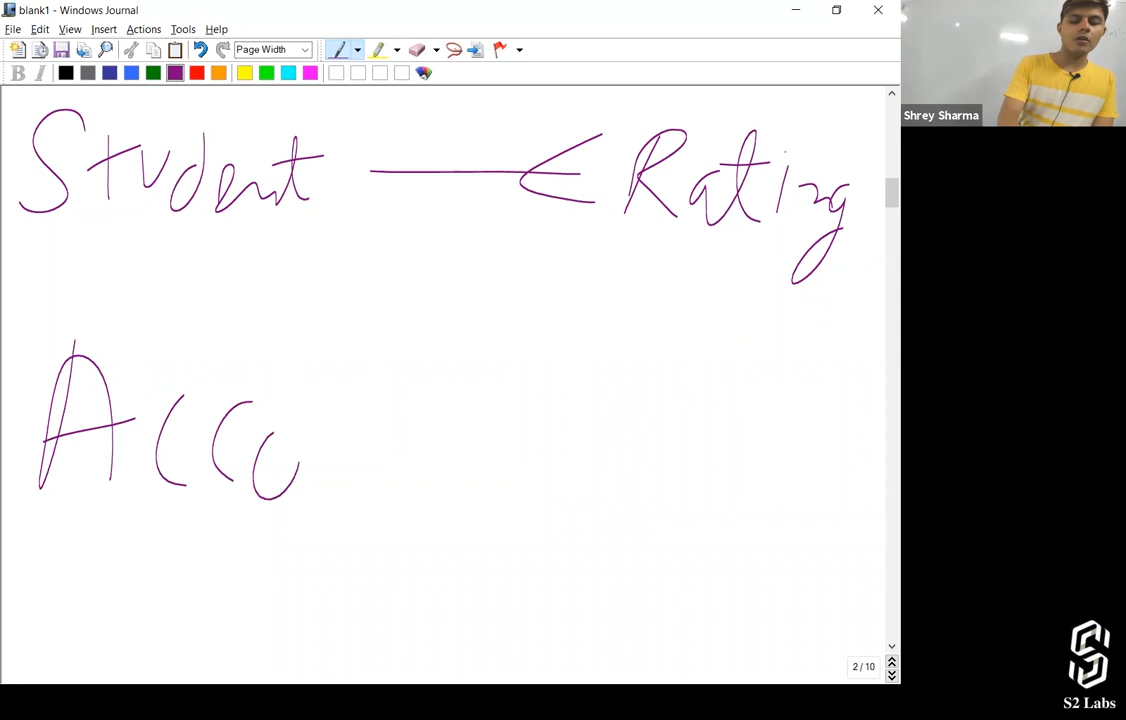 blank1 - Windows Journal
File Edit View Insert Actions Tools Help
Page Width
B I
Shrey Sharma
Student Rating
Acco
2 / 10
S2 Labs